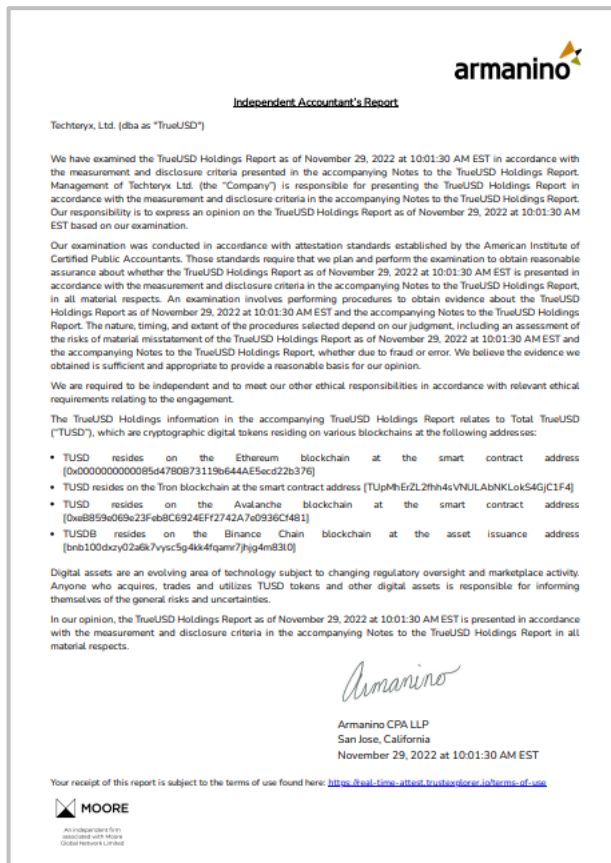 armanino
Independent Accountant's Report
Techteryx, Ltd. (dba as "TrueUSD")
We have examined the TrueUSD Holdings Report as of November 29, 2022 at 10:01:30 AM EST in accordance with
the measurement and disclosure criteria presented in the accompanying Notes to the TrueUSD Holdings Report.
Management of Techteryx Ltd. (the "Company") is responsible for presenting the TrueUSD Holdings Report in
accordance with the measurement and disclosure criteria in the accompanying Notes to the TrueUSD Holdings Report.
Our responsibility is to express an opinion on the TrueUSD Holdings Report as of November 29, 2022 at 10:01:30 AM
EST based on our examination.
Our examination was conducted in accordance with attestation standards established by the American Institute of
Certified Public Accountants. Those standards require that we plan and perform the examination to obtain reasonable
assurance about whether the TrueUSD Holdings Report as of November 29, 2022 at 10:01:30 AM EST is presented in
accordance with the measurement and disclosure criteria in the accompanying Notes to the TrueUSD Holdings Report,
in all material respects. An examination involves performing procedures to obtain evidence about the TrueUSD
Holdings Report as of November 29, 2022 at 10:01:30 AM EST and the accompanying Notes to the TrueUSD Holdings
Report. The nature, timing, and extent of the procedures selected depend on our judgment, including an assessment of
the risks of material misstatement of the TrueUSD Holdings Report as of November 29, 2022 at 10:01:30 AM EST and
the accompanying Notes to the TrueUSD Holdings Report, whether due to fraud or error. We believe the evidence we
obtained is sufficient and appropriate to provide a reasonable basis for our opinion.
We are required to be independent and to meet our other ethical responsibilities in accordance with relevant ethical
requirements relating to the engagement.
The TrueUSD Holdings information in the accompanying TrueUSD Holdings Report relates to Total TrueUSD
("TUSD"), which are cryptographic digital tokens residing on various blockchains at the following addresses:
• TUSD resides on the Ethereum blockchain at the smart contract address
[0x0000000000085d4780B73119b644AE5ecd22b376]
• TUSD resides on the Tron blockchain at the smart contract address [TUpMhErZL2fhh4sVNULAbNKLokS4GjC1F4]
• TUSD resides on the Avalanche blockchain at the smart contract address
[0xeB859e069e23Feb8C6924EFf2742A7e0936Cf481]
• TUSDB resides on the Binance Chain blockchain at the asset issuance address
[bnb100dxzy02a6k7vysc5g4kk4fqamr7jhjg4m83l0]
Digital assets are an evolving area of technology subject to changing regulatory oversight and marketplace activity.
Anyone who acquires, trades and utilizes TUSD tokens and other digital assets is responsible for informing
themselves of the general risks and uncertainties.
In our opinion, the TrueUSD Holdings Report as of November 29, 2022 at 10:01:30 AM EST is presented in accordance
with the measurement and disclosure criteria in the accompanying Notes to the TrueUSD Holdings Report in all
material respects.
Armanino
Armanino CPA LLP
San Jose, California
November 29, 2022 at 10:01:30 AM EST
Your receipt of this report is subject to the terms of use found here: https://real-time-attest.trustexplorer.io/terms-of-use
MOORE
An independent firm
associated with Moore
Global Network Limited